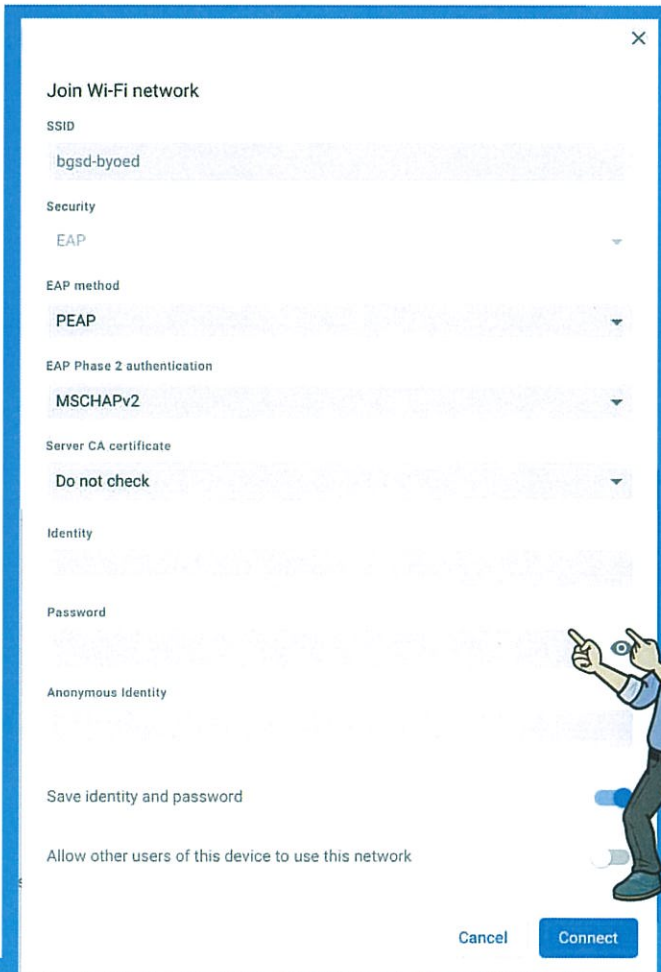 Join Wi-Fi network
SSID
bgsd-byoed
Security
EAP
EAP method
PEAP
EAP Phase 2 authentication
MSCHAPv2
Server CA certificate
Do not check
Identity
Password
Anonymous Identity
Save identity and password
Allow other users of this device to use this network
Cancel
Connect